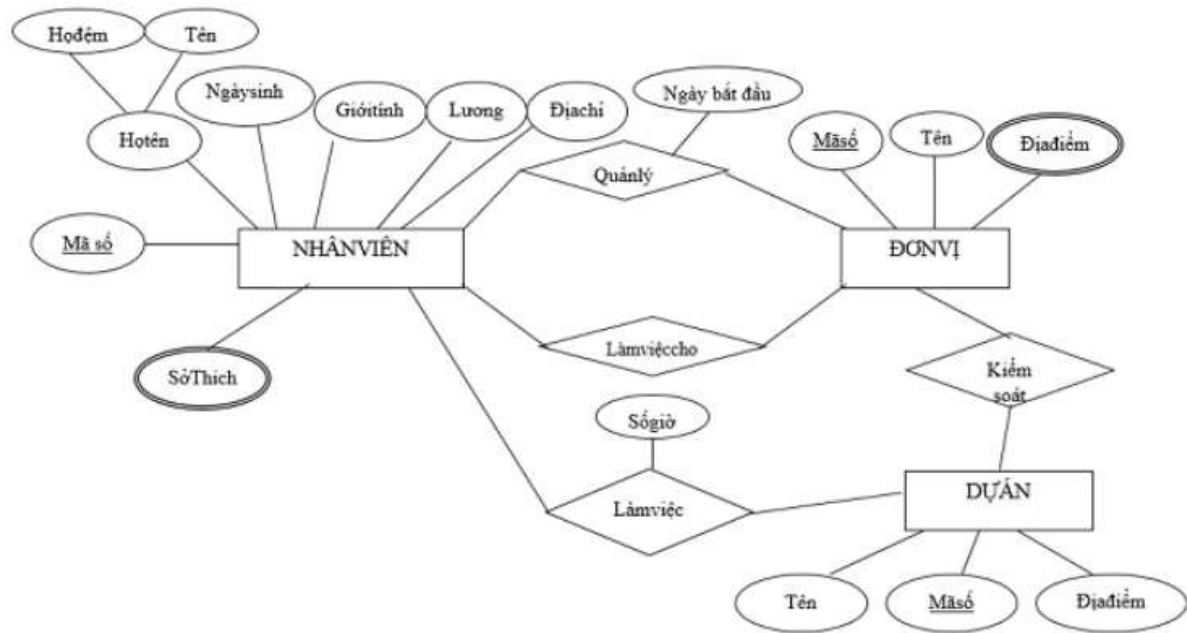 Họđệm
Tên
Ngàysinh
Giớitính
Lương
Địachỉ
Họtên
Ngày bắt đầu
Mãsố
Tên
Địađiểm
Quảnlý
Mã số
NHÂNVIÊN
ĐƠNVỊ
Làmviệccho
SởThich
Kiểm
soát
Sốgiờ
Làmviệc
DỰÁN
Tên
Mãsố
Địađiểm